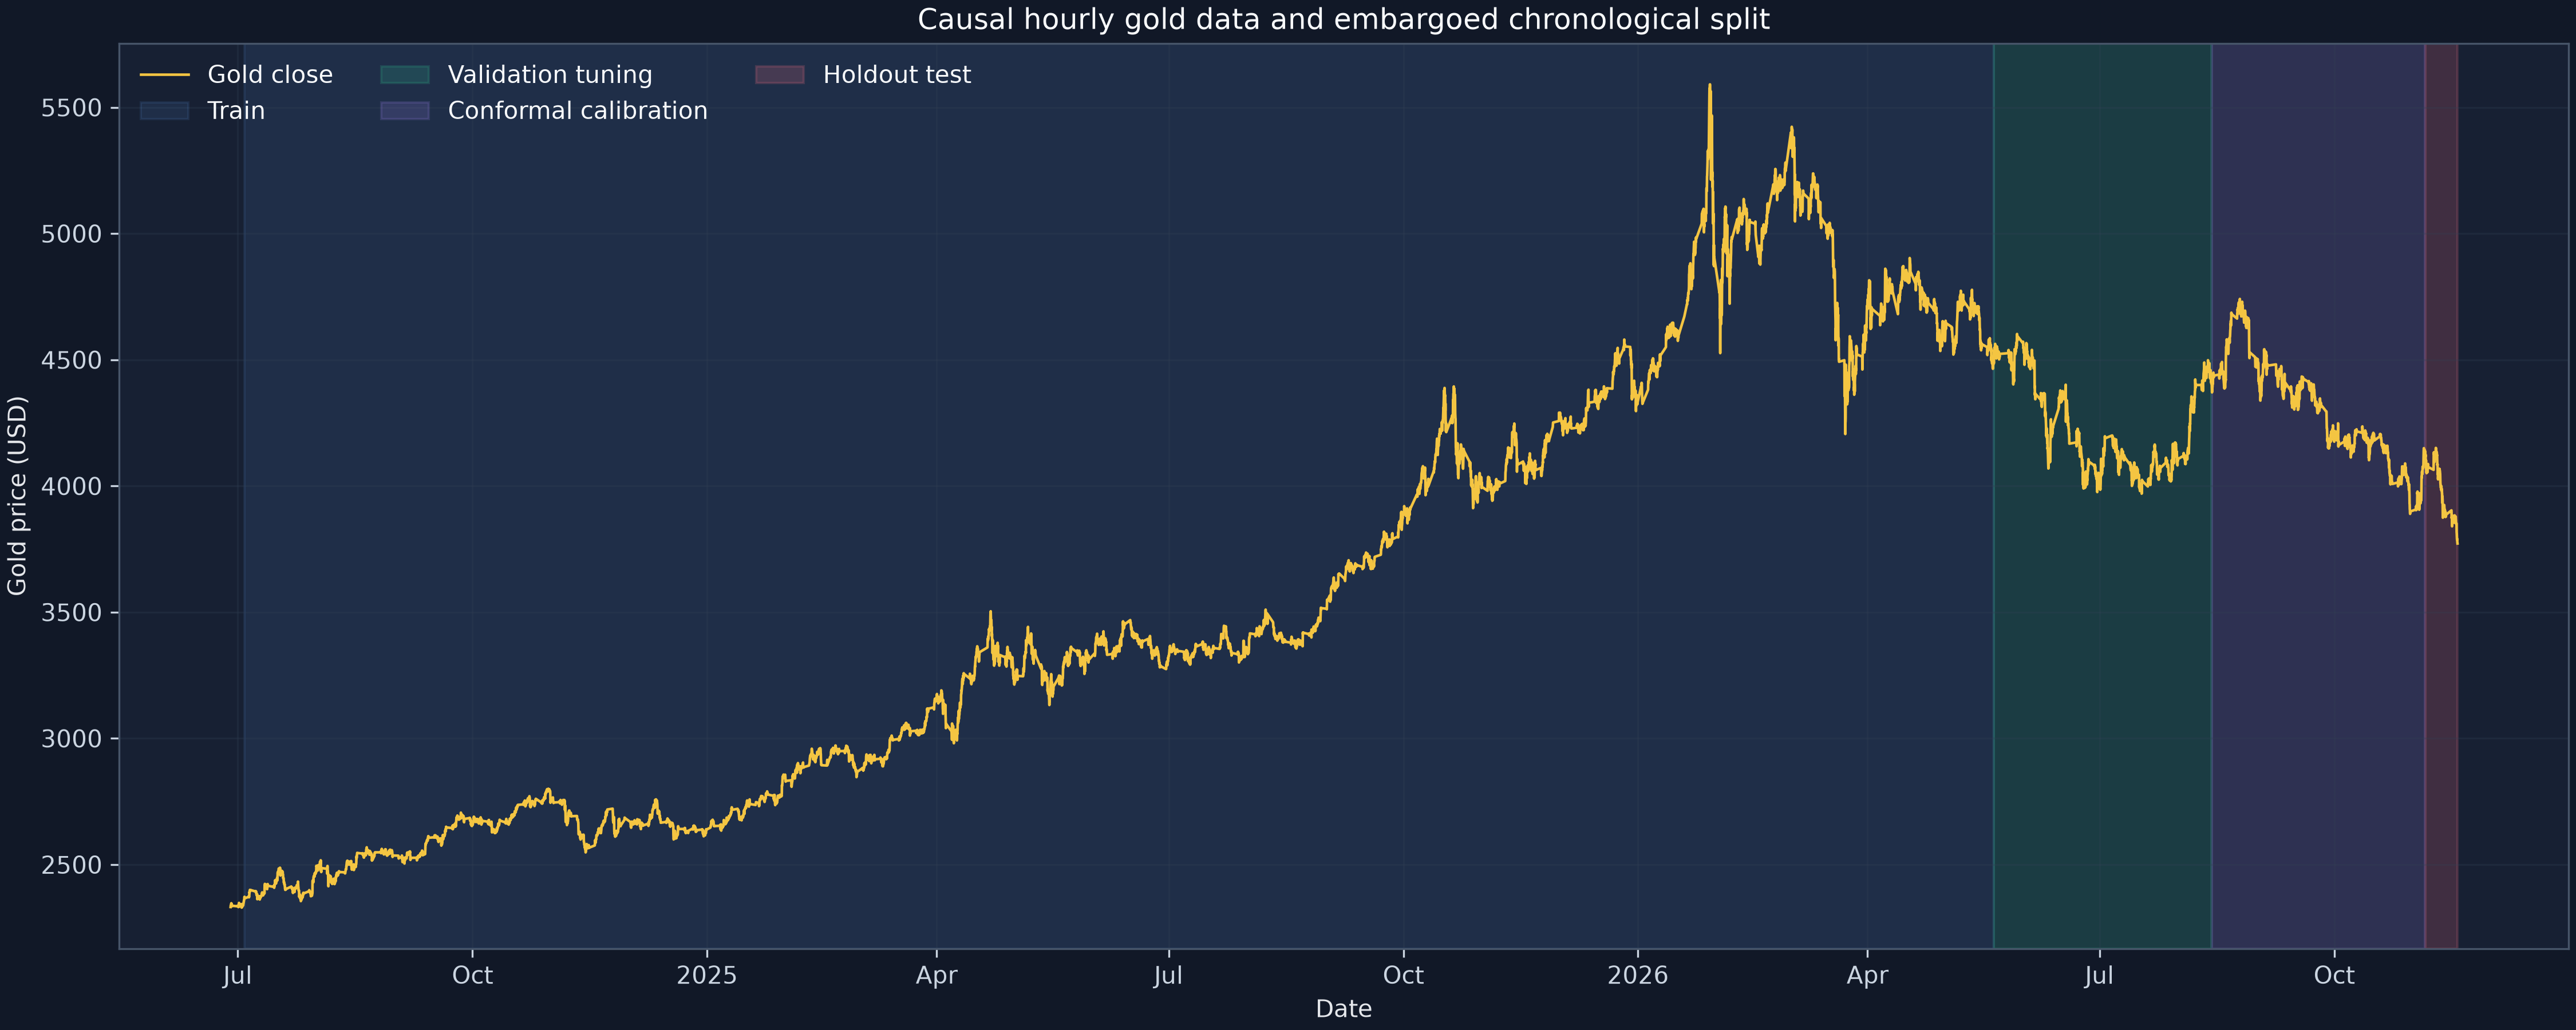 Causal hourly gold data and embargoed chronological split
Gold close
Train
Validation tuning
Conformal calibration
Holdout test
Gold price (USD)
5500
5000
4500
4000
3500
3000
2500
Jul
Oct
2025
Apr
Jul
Oct
2026
Apr
Jul
Oct
Date